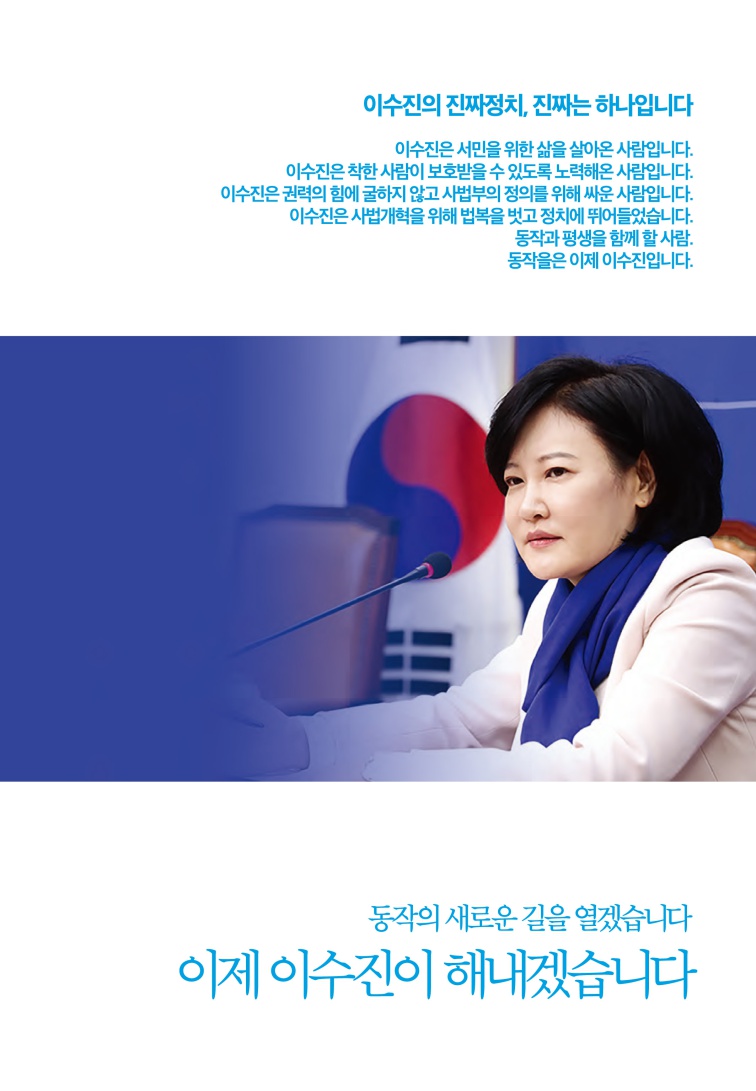 이수진의 진짜정치, 진짜는 하나입니다
이수진은 서민을 위한 삶을 살아온 사람입니다.
이수진은 착한 사람이 보호받을 수 있도록 노력해온 사람입니다.
이수진은 권력의 힘에 굴하지 않고 사법부의 정의를 위해 싸운 사람입니다.
이수진은 사법개혁을 위해 법복을 벗고 정치에 뛰어들었습니다.
동작과 평생을 함께 할 사람.
동작을은 이제 이수진입니다.
동작의 새로운 길을 열겠습니다
이제 이수진이 해내겠습니다